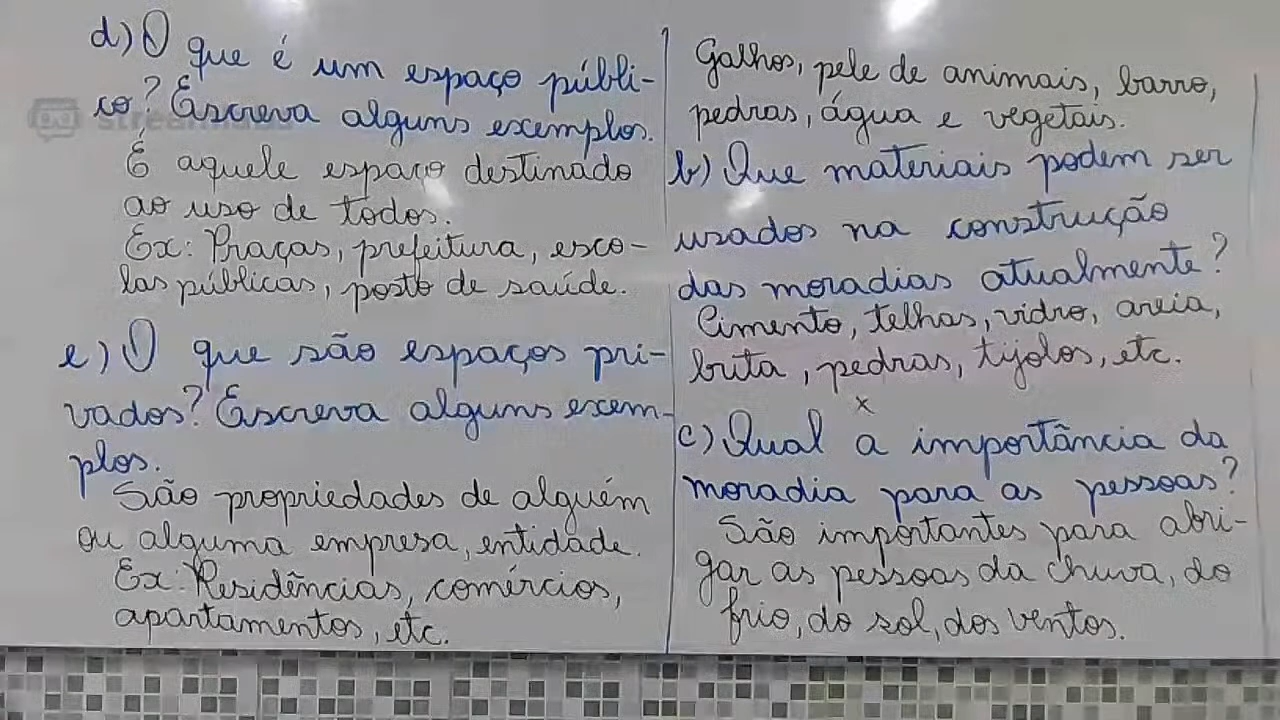 d) O que é um espaço públi-
co? Escreva alguns exemplos.
É aquele espaço destinado
ao uso de todos.
Ex: Praças, prefeitura, esco-
las públicas, posto de saúde.
e) O que são espaços pri-
vados? Escreva alguns exem-
plos.
São propriedades de alguém
ou alguma empresa, entidade.
Ex: Residências, comércios,
apartamentos, etc.
Galhos, pele de animais, barro,
pedras, água e vegetais.
b) Que materiais podem ser
usados na construção
das moradias atualmente?
Cimento, telhas, vidro, areia,
brita, pedras, tijolos, etc.
x
c) Qual a importância da
moradia para as pessoas?
São importantes para abri-
gar as pessoas da chuva, do
frio, do sol, dos ventos.